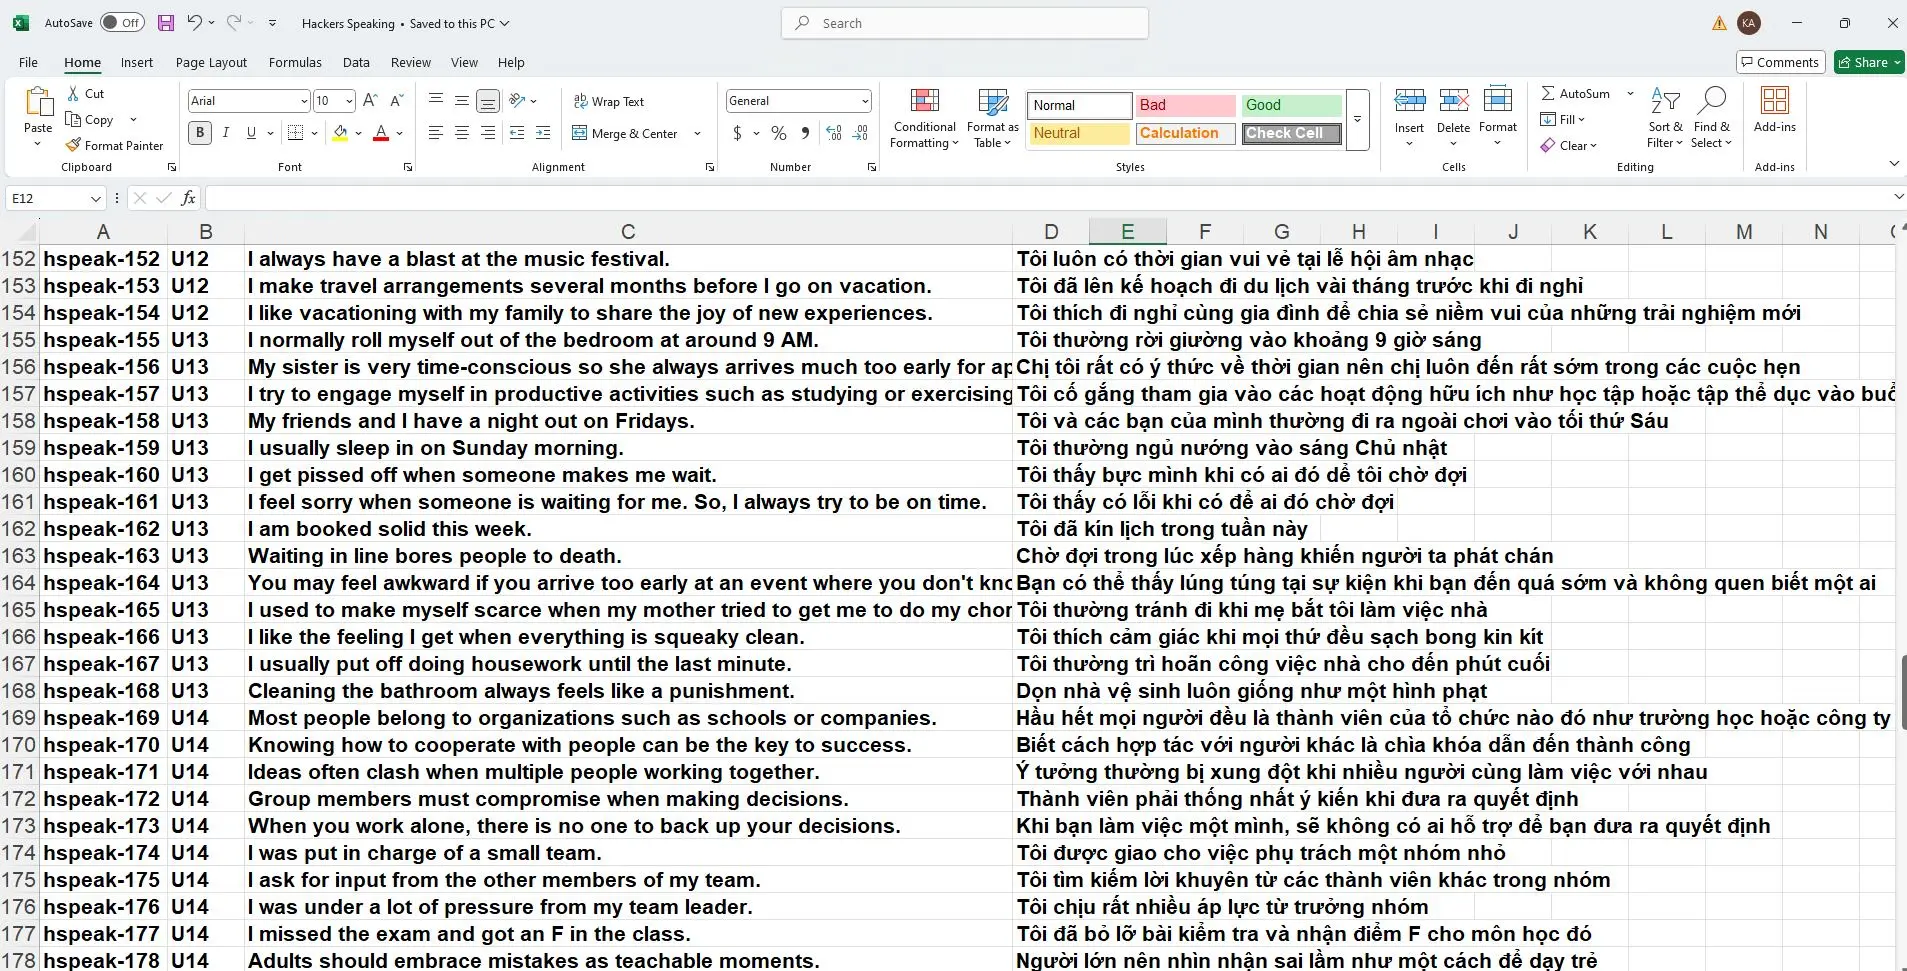 AutoSave Off Hackers Speaking • Saved to this PC Search KA
File Home Insert Page Layout Formulas Data Review View Help Comments Share
Paste Cut Copy Format Painter Clipboard
Arial 10 A A B I U A Font
Wrap Text Merge & Center Alignment
General $ % , Number
Conditional Formatting Format as Table
Normal Bad Good
Neutral Calculation Check Cell
Styles
Insert Delete Format Cells
AutoSum Fill Clear Sort & Filter Find & Select Editing
Add-ins Add-ins
E12 fx
A B C D E F G H I J K L M N
152 hspeak-152 U12 I always have a blast at the music festival. Tôi luôn có thời gian vui vẻ tại lễ hội âm nhạc
153 hspeak-153 U12 I make travel arrangements several months before I go on vacation. Tôi đã lên kế hoạch đi du lịch vài tháng trước khi đi nghỉ
154 hspeak-154 U12 I like vacationing with my family to share the joy of new experiences. Tôi thích đi nghỉ cùng gia đình để chia sẻ niềm vui của những trải nghiệm mới
155 hspeak-155 U13 I normally roll myself out of the bedroom at around 9 AM. Tôi thường rời giường vào khoảng 9 giờ sáng
156 hspeak-156 U13 My sister is very time-conscious so she always arrives much too early for ap Chị tôi rất có ý thức về thời gian nên chị luôn đến rất sớm trong các cuộc hẹn
157 hspeak-157 U13 I try to engage myself in productive activities such as studying or exercising Tôi cố gắng tham gia vào các hoạt động hữu ích như học tập hoặc tập thể dục vào buổ
158 hspeak-158 U13 My friends and I have a night out on Fridays. Tôi và các bạn của mình thường đi ra ngoài chơi vào tối thứ Sáu
159 hspeak-159 U13 I usually sleep in on Sunday morning. Tôi thường ngủ nướng vào sáng Chủ nhật
160 hspeak-160 U13 I get pissed off when someone makes me wait. Tôi thấy bực mình khi có ai đó dể tôi chờ đợi
161 hspeak-161 U13 I feel sorry when someone is waiting for me. So, I always try to be on time. Tôi thấy có lỗi khi có để ai đó chờ đợi
162 hspeak-162 U13 I am booked solid this week. Tôi đã kín lịch trong tuần này
163 hspeak-163 U13 Waiting in line bores people to death. Chờ đợi trong lúc xếp hàng khiến người ta phát chán
164 hspeak-164 U13 You may feel awkward if you arrive too early at an event where you don't kno Bạn có thể thấy lúng túng tại sự kiện khi bạn đến quá sớm và không quen biết một ai
165 hspeak-165 U13 I used to make myself scarce when my mother tried to get me to do my chor Tôi thường tránh đi khi mẹ bắt tôi làm việc nhà
166 hspeak-166 U13 I like the feeling I get when everything is squeaky clean. Tôi thích cảm giác khi mọi thứ đều sạch bong kin kít
167 hspeak-167 U13 I usually put off doing housework until the last minute. Tôi thường trì hoãn công việc nhà cho đến phút cuối
168 hspeak-168 U13 Cleaning the bathroom always feels like a punishment. Dọn nhà vệ sinh luôn giống như một hình phạt
169 hspeak-169 U14 Most people belong to organizations such as schools or companies. Hầu hết mọi người đều là thành viên của tổ chức nào đó như trường học hoặc công ty
170 hspeak-170 U14 Knowing how to cooperate with people can be the key to success. Biết cách hợp tác với người khác là chìa khóa dẫn đến thành công
171 hspeak-171 U14 Ideas often clash when multiple people working together. Ý tưởng thường bị xung đột khi nhiều người cùng làm việc với nhau
172 hspeak-172 U14 Group members must compromise when making decisions. Thành viên phải thống nhất ý kiến khi đưa ra quyết định
173 hspeak-173 U14 When you work alone, there is no one to back up your decisions. Khi bạn làm việc một mình, sẽ không có ai hỗ trợ để bạn đưa ra quyết định
174 hspeak-174 U14 I was put in charge of a small team. Tôi được giao cho việc phụ trách một nhóm nhỏ
175 hspeak-175 U14 I ask for input from the other members of my team. Tôi tìm kiếm lời khuyên từ các thành viên khác trong nhóm
176 hspeak-176 U14 I was under a lot of pressure from my team leader. Tôi chịu rất nhiều áp lực từ trưởng nhóm
177 hspeak-177 U14 I missed the exam and got an F in the class. Tôi đã bỏ lỡ bài kiểm tra và nhận điểm F cho môn học đó
178 hspeak-178 U14 Adults should embrace mistakes as teachable moments. Người lớn nên nhìn nhận sai lầm như một cách để dạy trẻ